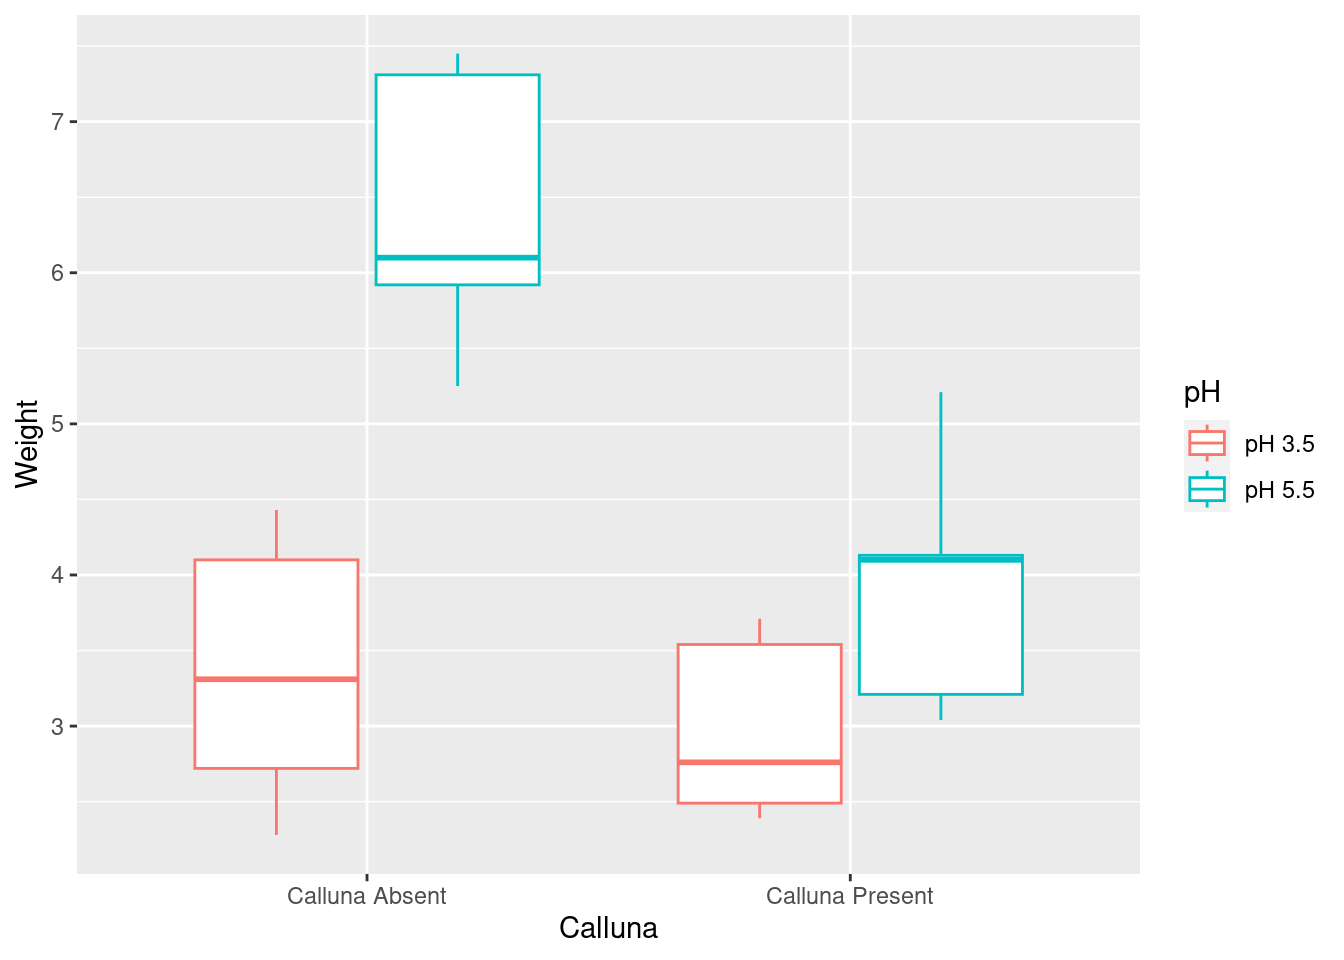 7
6
5
4
3
Weight
Calluna Absent
Calluna Present
Calluna
pH
pH 3.5
pH 5.5